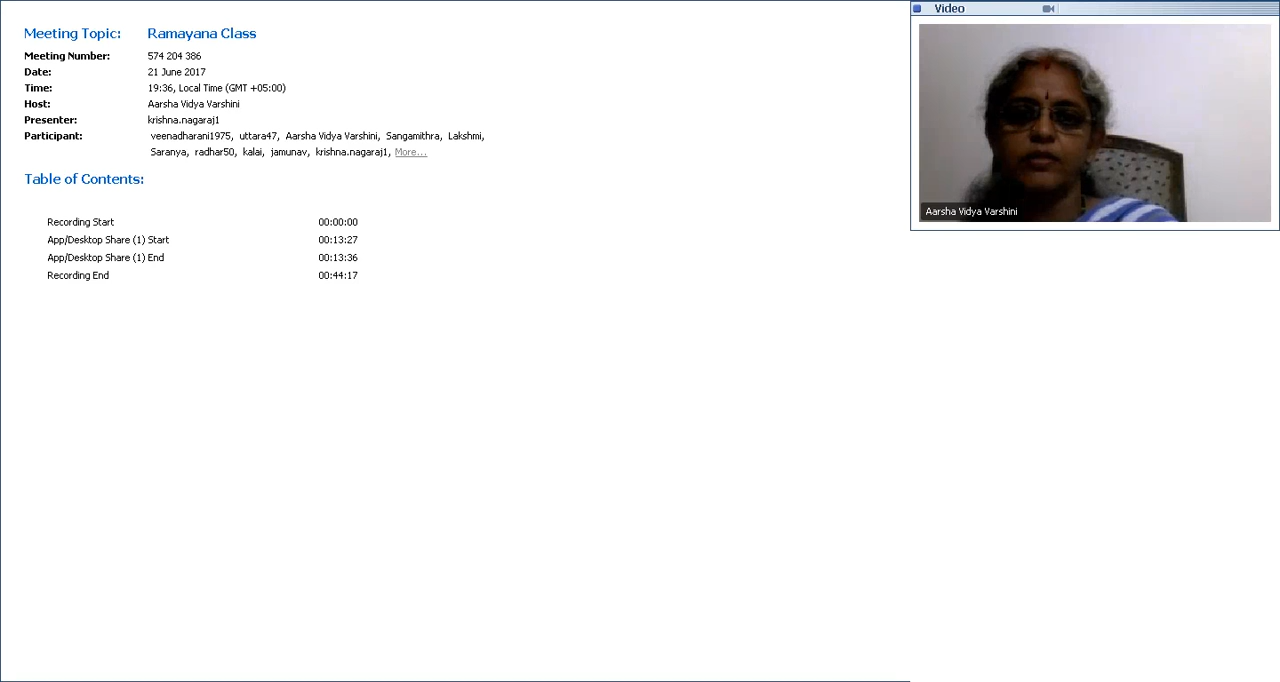 Meeting Topic: Ramayana Class
Meeting Number: 574 204 386
Date: 21 June 2017
Time: 19:36, Local Time (GMT +05:00)
Host: Aarsha Vidya Varshini
Presenter: krishna.nagaraj1
Participant: veenadharani1975, uttara47, Aarsha Vidya Varshini, Sangamithra, Lakshmi,
Saranya, radhar50, kalai, jamunav, krishna.nagaraj1, More...
Table of Contents:
Recording Start 00:00:00
App/Desktop Share (1) Start 00:13:27
App/Desktop Share (1) End 00:13:36
Recording End 00:44:17
Video
Aarsha Vidya Varshini